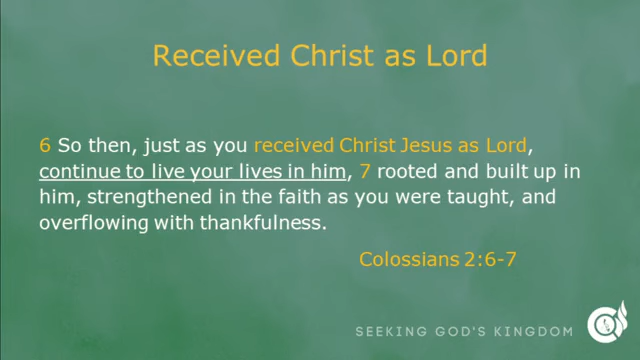 Received Christ as Lord
6 So then, just as you received Christ Jesus as Lord,
continue to live your lives in him, 7 rooted and built up in
him, strengthened in the faith as you were taught, and
overflowing with thankfulness.
Colossians 2:6-7
SEEKING GOD'S KINGDOM